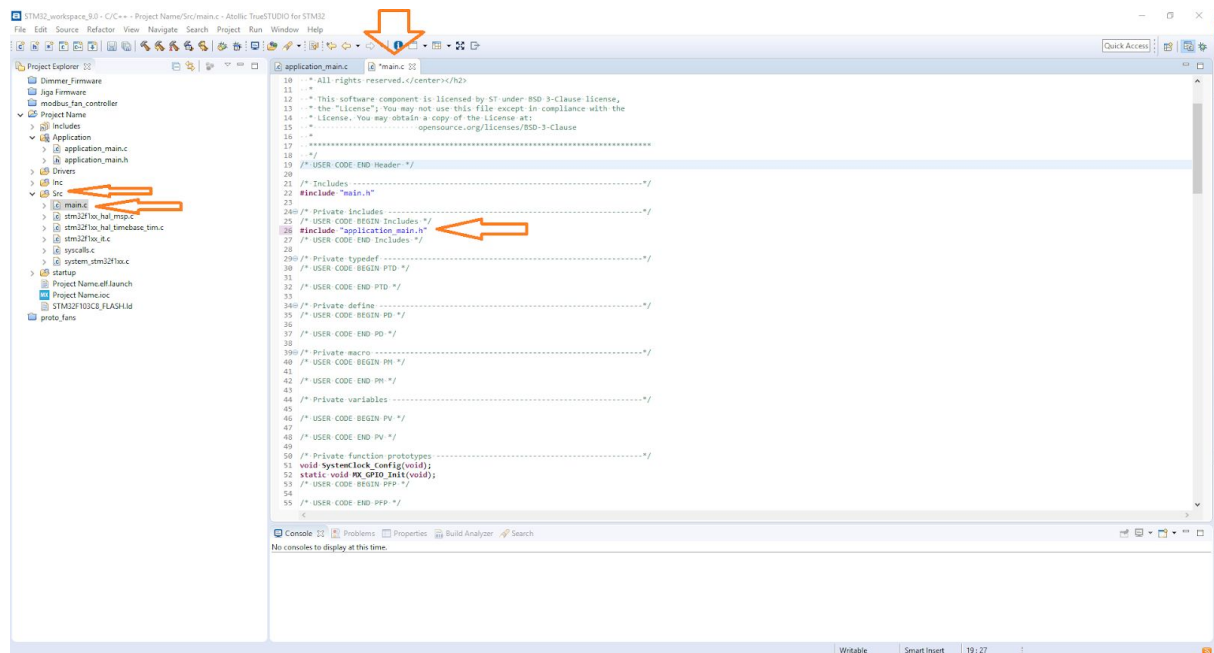 STM32_workspace_9.0 - C/C++ - Project Name/Src/main.c - Atollic TrueSTUDIO for STM32
File Edit Source Refactor View Navigate Search Project Run Window Help
Quick Access
Project Explorer
Dimmer_Firmware
Jiga Firmware
modbus_fan_controller
Project Name
Includes
Application
application_main.c
application_main.h
Drivers
Inc
Src
main.c
stm32f1xx_hal_msp.c
stm32f1xx_hal_timebase_tim.c
stm32f1xx_it.c
syscalls.c
system_stm32f1xx.c
startup
Project Name.elf.launch
MX Project Name.ioc
STM32F103C8_FLASH.ld
proto_fans
application_main.c *main.c
10 * All rights reserved.</center></h2>
11 *
12 * This software component is licensed by ST under BSD 3-Clause license,
13 * the "License"; You may not use this file except in compliance with the
14 * License. You may obtain a copy of the License at:
15 * opensource.org/licenses/BSD-3-Clause
16 *
17 ******************************************************************************
18 */
19 /* USER CODE END Header */
20
21 /* Includes ------------------------------------------------------------------*/
22 #include "main.h"
23
24 /* Private includes ----------------------------------------------------------*/
25 /* USER CODE BEGIN Includes */
26 #include "application_main.h"
27 /* USER CODE END Includes */
28
29 /* Private typedef -----------------------------------------------------------*/
30 /* USER CODE BEGIN PTD */
31
32 /* USER CODE END PTD */
33
34 /* Private define ------------------------------------------------------------*/
35 /* USER CODE BEGIN PD */
36
37 /* USER CODE END PD */
38
39 /* Private macro -------------------------------------------------------------*/
40 /* USER CODE BEGIN PM */
41
42 /* USER CODE END PM */
43
44 /* Private variables ---------------------------------------------------------*/
45
46 /* USER CODE BEGIN PV */
47
48 /* USER CODE END PV */
49
50 /* Private function prototypes -----------------------------------------------*/
51 void SystemClock_Config(void);
52 static void MX_GPIO_Init(void);
53 /* USER CODE BEGIN PFP */
54
55 /* USER CODE END PFP */
Console Problems Properties Build Analyzer Search
No consoles to display at this time.
Writable Smart Insert 19:27